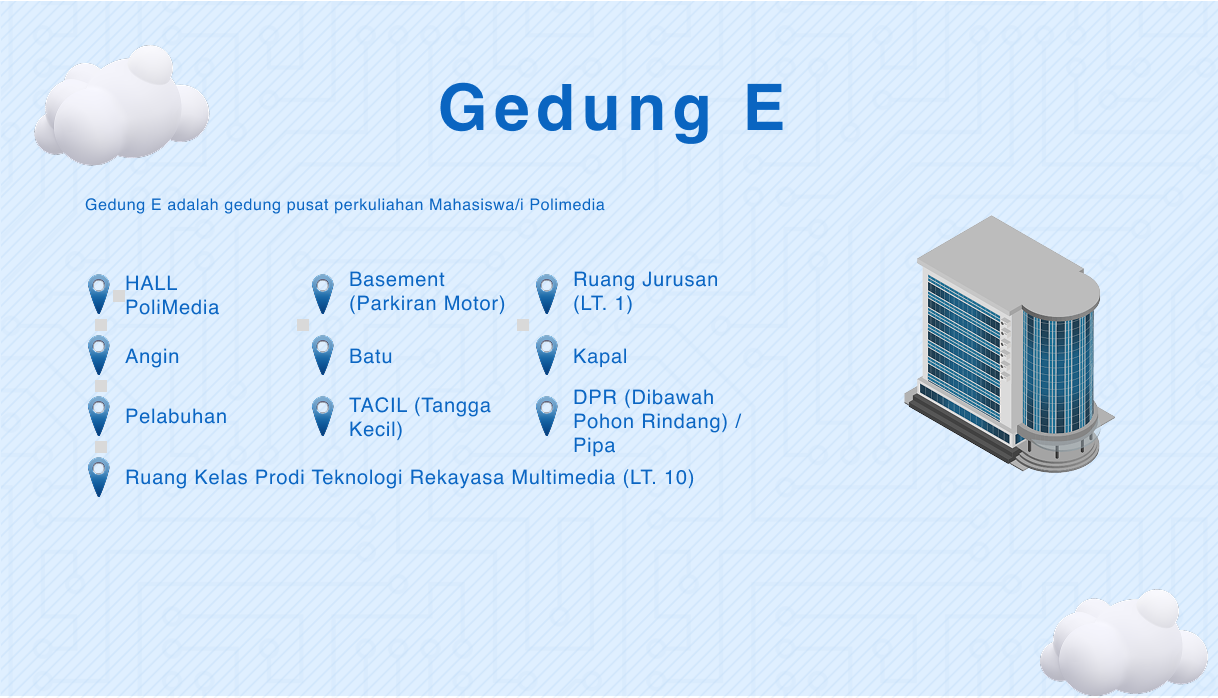 Gedung E
Gedung E adalah gedung pusat perkuliahan Mahasiswa/i Polimedia
HALL
PoliMedia
Basement
(Parkiran Motor)
Ruang Jurusan
(LT. 1)
Angin
Batu
Kapal
Pelabuhan
TACIL (Tangga
Kecil)
DPR (Dibawah
Pohon Rindang) /
Pipa
Ruang Kelas Prodi Teknologi Rekayasa Multimedia (LT. 10)